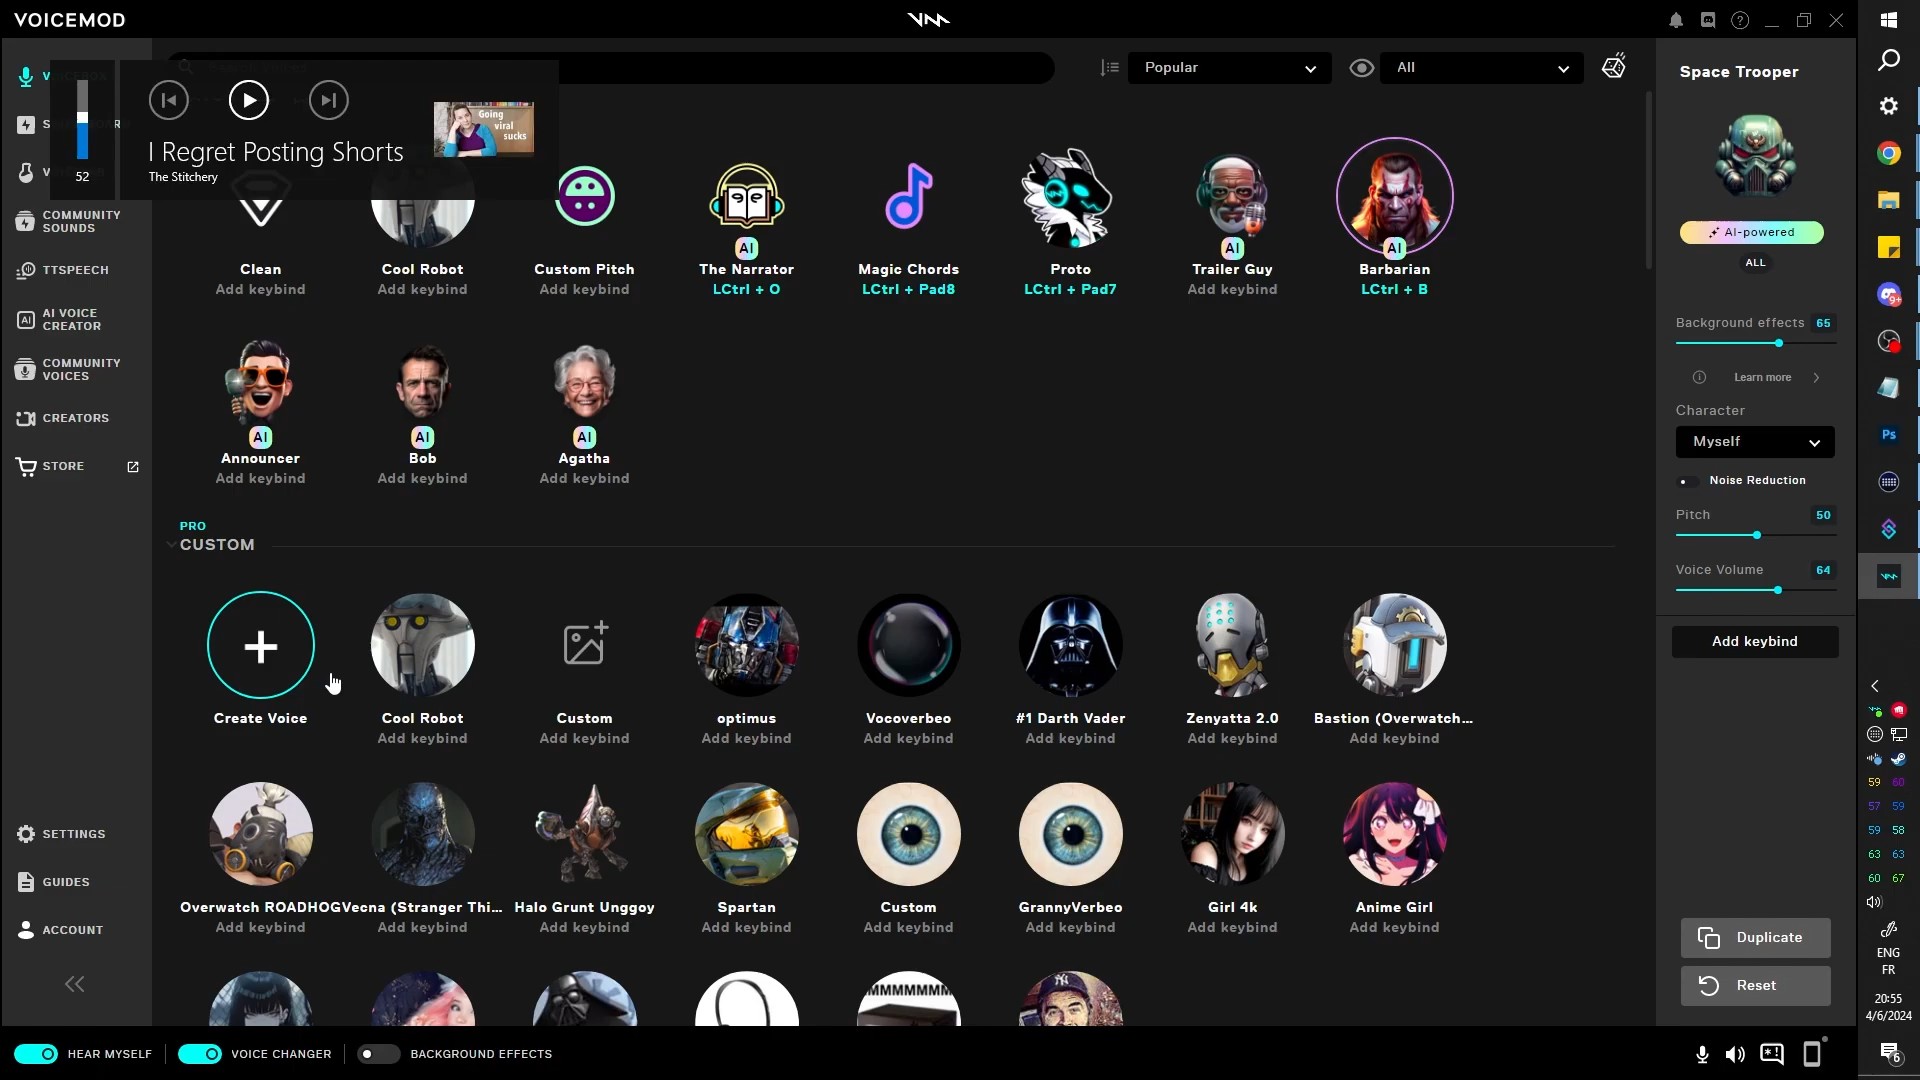 VOICEMOD
52
I Regret Posting Shorts
The Stitchery
Going
viral
sucks
COMMUNITY
SOUNDS
TTSPEECH
AI VOICE
CREATOR
COMMUNITY
VOICES
CREATORS
STORE
SETTINGS
GUIDES
ACCOUNT
Popular
All
Clean
Add keybind
Cool Robot
Add keybind
Custom Pitch
Add keybind
AI
The Narrator
LCtrl + O
Magic Chords
LCtrl + Pad8
Proto
LCtrl + Pad7
AI
Trailer Guy
Add keybind
AI
Barbarian
LCtrl + B
AI
Announcer
Add keybind
AI
Bob
Add keybind
AI
Agatha
Add keybind
PRO
CUSTOM
Create Voice
Cool Robot
Add keybind
Custom
Add keybind
optimus
Add keybind
Vocoverbeo
Add keybind
#1 Darth Vader
Add keybind
Zenyatta 2.0
Add keybind
Bastion (Overwatch...
Add keybind
Overwatch ROADHOG
Add keybind
Vecna (Stranger Thi...
Add keybind
Halo Grunt Unggoy
Add keybind
Spartan
Add keybind
Custom
Add keybind
GrannyVerbeo
Add keybind
Girl 4k
Add keybind
Anime Girl
Add keybind
MMMMMMM
HEAR MYSELF
VOICE CHANGER
BACKGROUND EFFECTS
Space Trooper
AI-powered
ALL
Background effects 65
Learn more
Character
Myself
Noise Reduction
Pitch 50
Voice Volume 64
Add keybind
Duplicate
Reset
9+
Ps
59 60
57 59
59 58
63 63
60 67
ENG
FR
20:55
4/6/2024
6